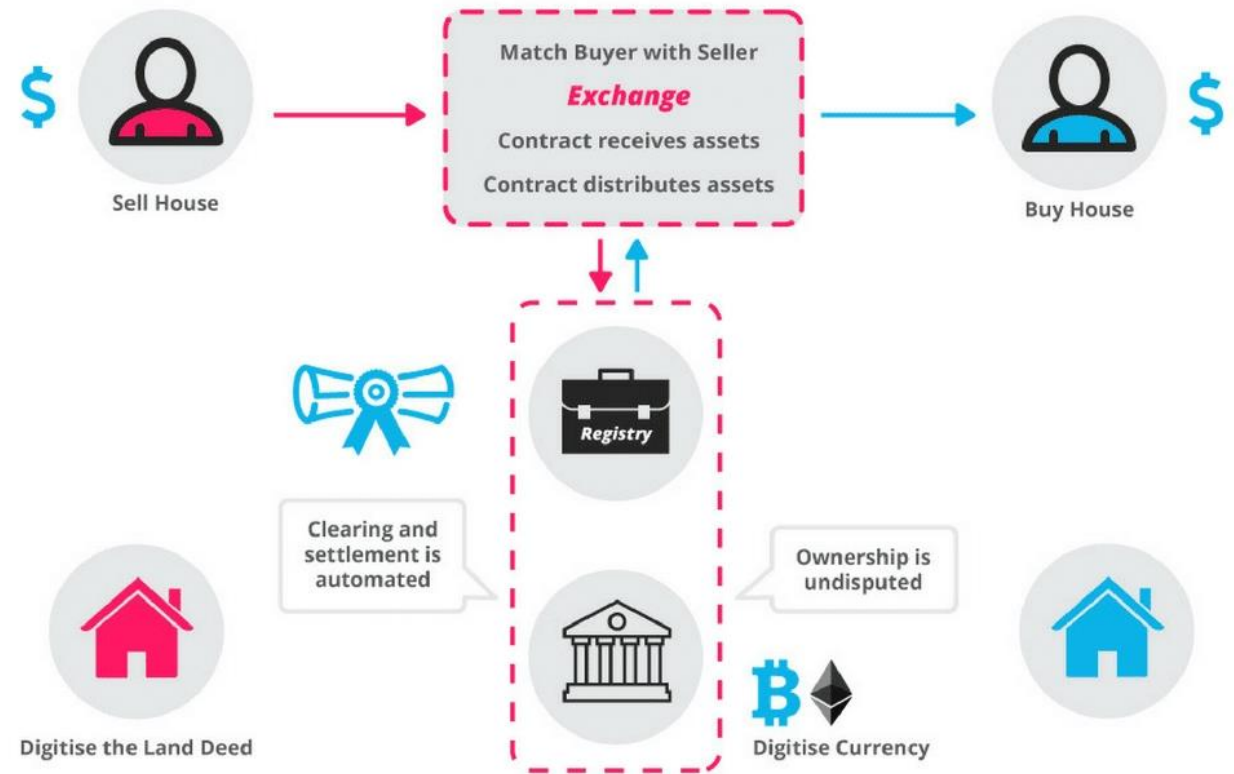 $
$
Sell House
Match Buyer with Seller
Exchange
Contract receives assets
Contract distributes assets
Buy House
Registry
Clearing and
settlement is
automated
Ownership is
undisputed
Digitise the Land Deed
Digitise Currency